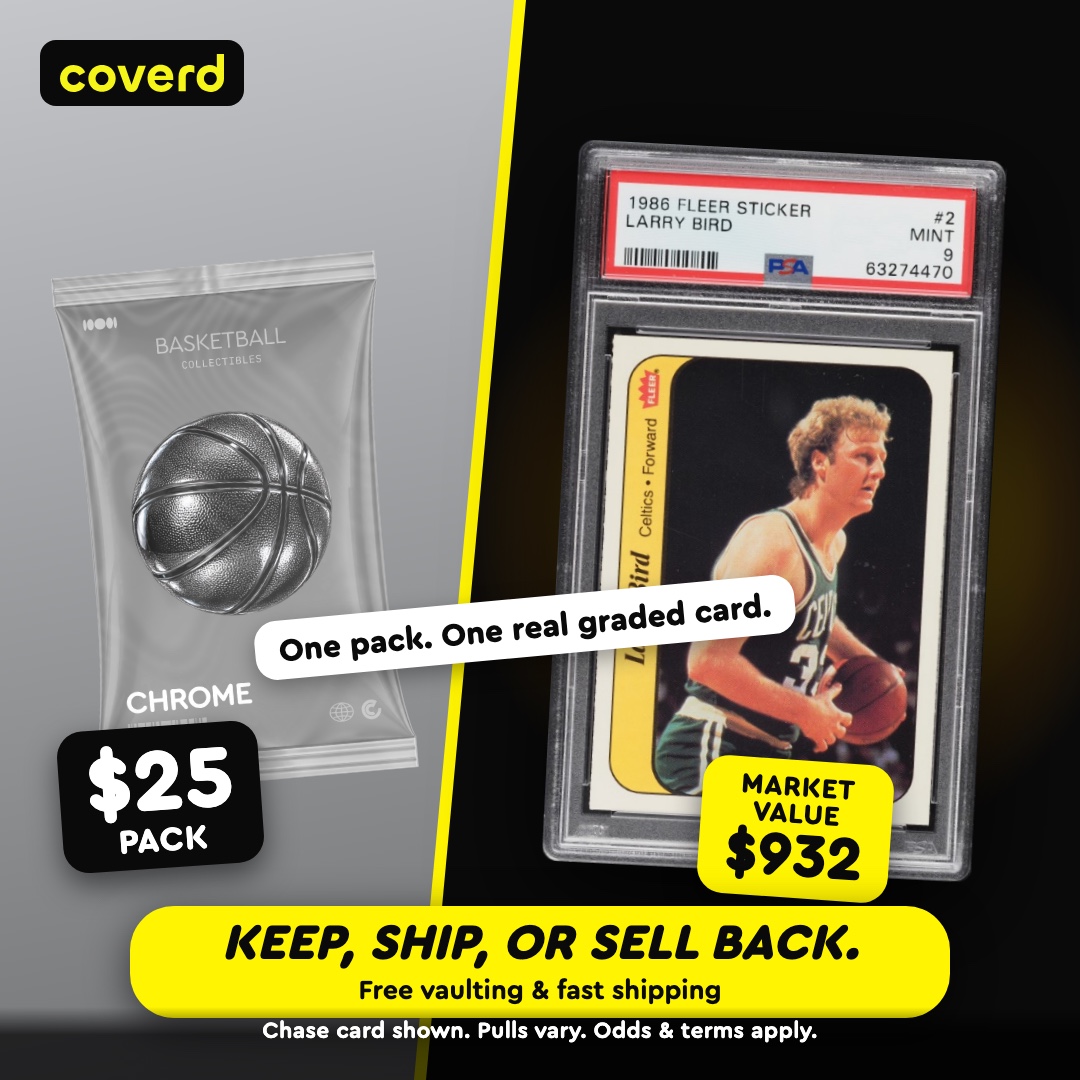 coverd
BASKETBALL
COLLECTIBLES
CHROME
$25
PACK
1986 FLEER STICKER
LARRY BIRD
#2
MINT
9
63274470
PSA
FLEER
Bird Celtics • Forward
One pack. One real graded card.
MARKET
VALUE
$932
KEEP, SHIP, OR SELL BACK.
Free vaulting & fast shipping
Chase card shown. Pulls vary. Odds & terms apply.